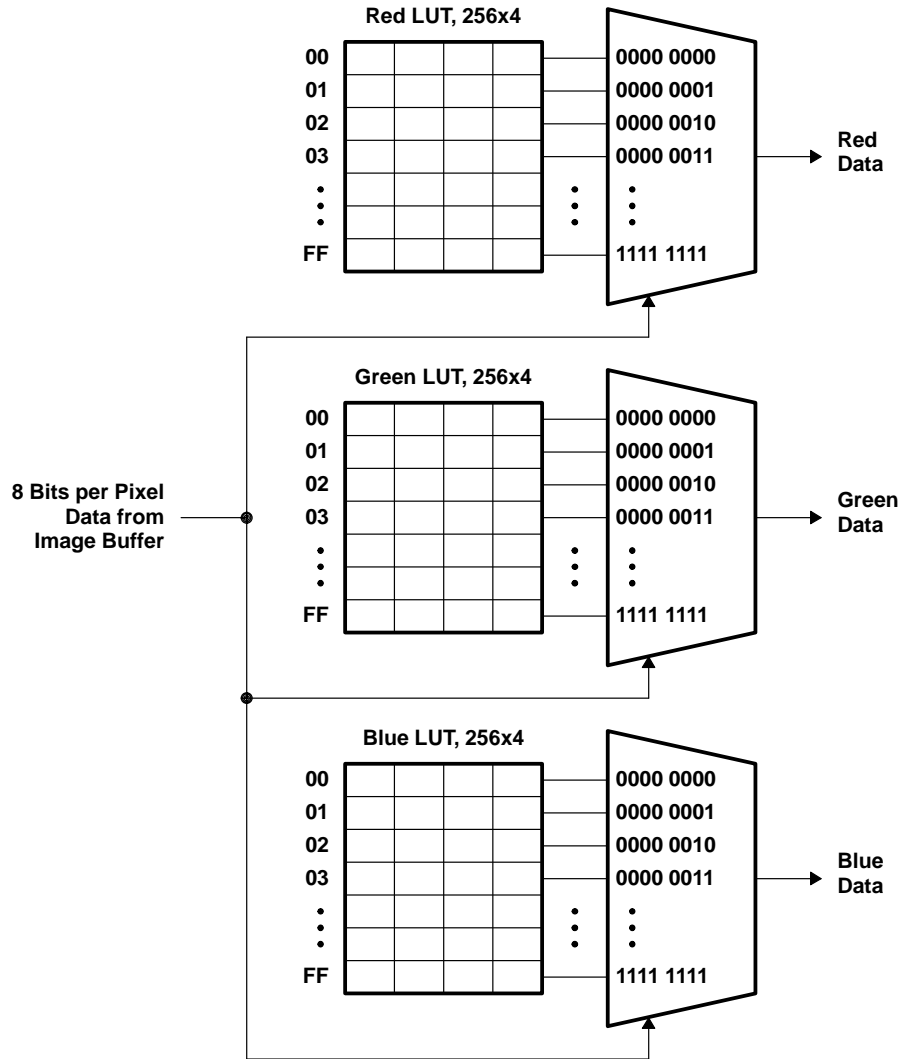 Red LUT, 256x4
00
01
02
03
FF
0000 0000
0000 0001
0000 0010
0000 0011
1111 1111
Red
Data
Green LUT, 256x4
00
01
02
03
FF
0000 0000
0000 0001
0000 0010
0000 0011
1111 1111
8 Bits per Pixel
Data from
Image Buffer
Green
Data
Blue LUT, 256x4
00
01
02
03
FF
0000 0000
0000 0001
0000 0010
0000 0011
1111 1111
Blue
Data